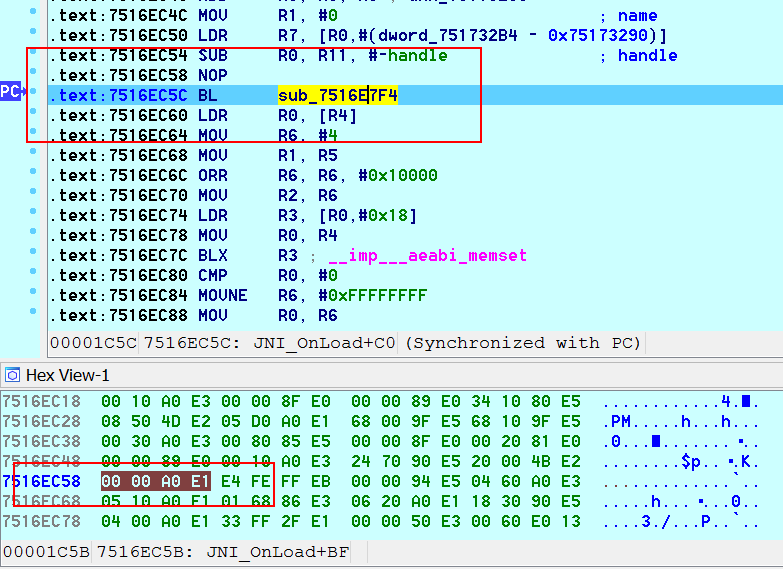 .text:7516EC4C MOV R1, #0 ; name
.text:7516EC50 LDR R7, [R0,#(dword_751732B4 - 0x75173290)]
.text:7516EC54 SUB R0, R11, #-handle ; handle
.text:7516EC58 NOP
PC .text:7516EC5C BL sub_7516E7F4
.text:7516EC60 LDR R0, [R4]
.text:7516EC64 MOV R6, #4
.text:7516EC68 MOV R1, R5
.text:7516EC6C ORR R6, R6, #0x10000
.text:7516EC70 MOV R2, R6
.text:7516EC74 LDR R3, [R0,#0x18]
.text:7516EC78 MOV R0, R4
.text:7516EC7C BLX R3 ; __imp___aeabi_memset
.text:7516EC80 CMP R0, #0
.text:7516EC84 MOVNE R6, #0xFFFFFFFF
.text:7516EC88 MOV R0, R6
00001C5C 7516EC5C: JNI_OnLoad+C0 (Synchronized with PC)
Hex View-1
7516EC18 00 10 A0 E3 00 00 8F E0 00 00 89 E0 34 10 80 E5 ............4.■.
7516EC28 08 50 4D E2 05 D0 A0 E1 68 00 9F E5 68 10 9F E5 .PM.....h...h...
7516EC38 00 30 A0 E3 00 80 85 E5 00 00 8F E0 00 20 81 E0
7516EC48 00 00 89 E0 00 10 A0 E3 24 70 90 E5 20 00 4B E2
7516EC58 00 00 A0 E1 E4 FE FF EB 00 00 94 E5 04 60 A0 E3 .............`..
7516EC68 05 10 A0 E1 01 68 86 E3 06 20 A0 E1 18 30 90 E5
7516EC78 04 00 A0 E1 33 FF 2F E1 00 00 50 E3 00 60 E0 13 ....3./...P..`..
00001C5B 7516EC5B: JNI_OnLoad+BF